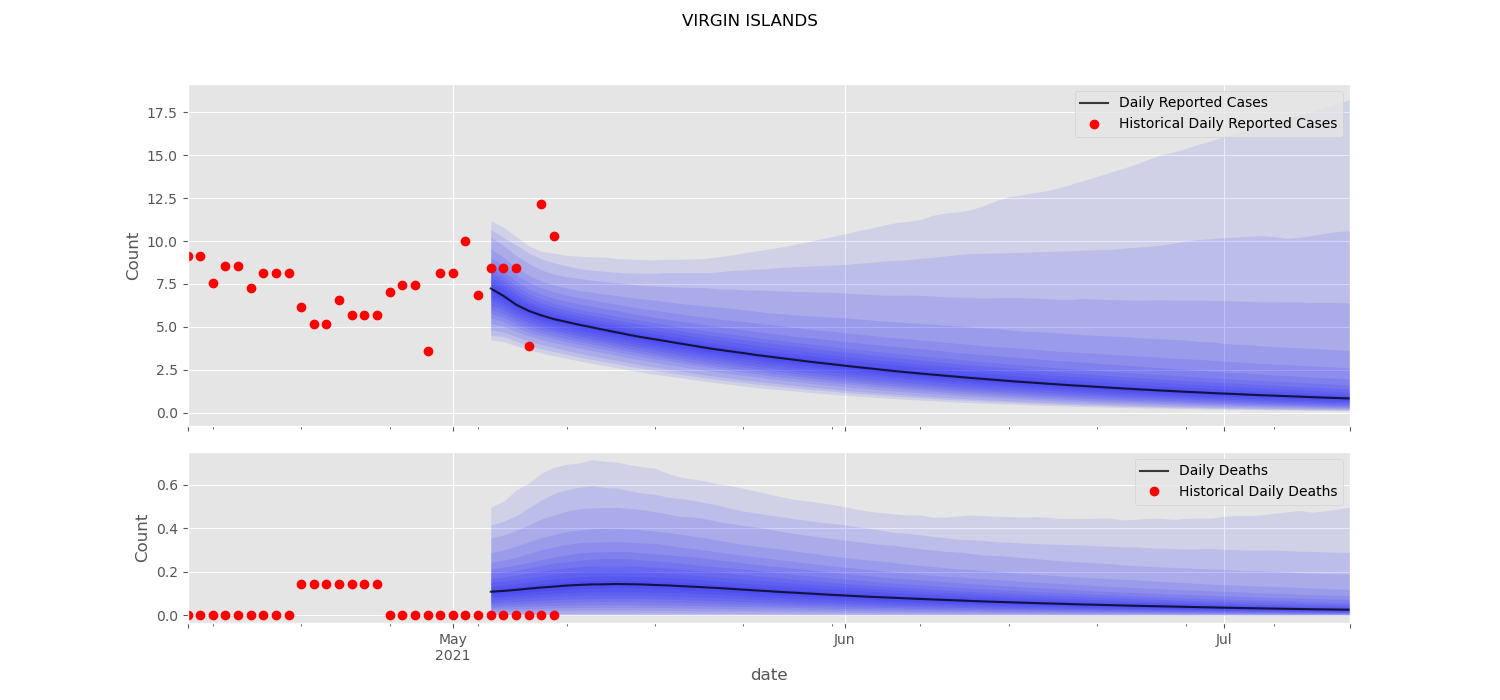 VIRGIN ISLANDS
17.5
15.0
12.5
10.0
7.5
5.0
2.5
0.0
Count
Daily Reported Cases
Historical Daily Reported Cases
0.6
0.4
0.2
0.0
Count
Daily Deaths
Historical Daily Deaths
May Jun Jul
2021
date